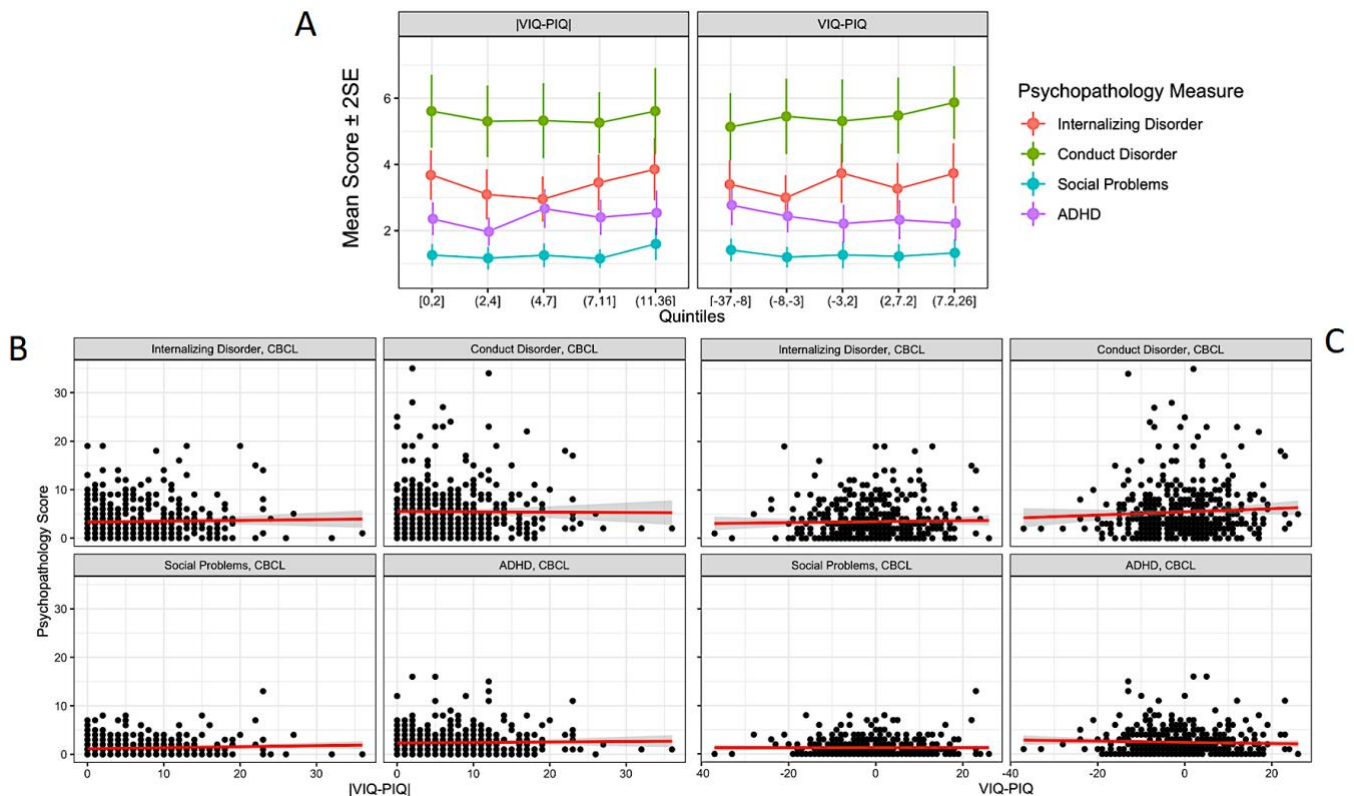 A
|VIQ-PIQ|
VIQ-PIQ
Mean Score ± 2SE
6
4
2
[0,2]
(2,4]
(4,7]
(7,11]
(11,36]
[-37,-8]
(-8,-3]
(-3,2]
(2,7.2]
(7.2,26]
Quintiles
Psychopathology Measure
Internalizing Disorder
Conduct Disorder
Social Problems
ADHD
B
Internalizing Disorder, CBCL
Conduct Disorder, CBCL
Social Problems, CBCL
ADHD, CBCL
Psychopathology Score
30
20
10
0
30
20
10
0
0
10
20
30
0
10
20
30
|VIQ-PIQ|
C
Internalizing Disorder, CBCL
Conduct Disorder, CBCL
Social Problems, CBCL
ADHD, CBCL
40
-20
0
20
-40
-20
0
20
VIQ-PIQ